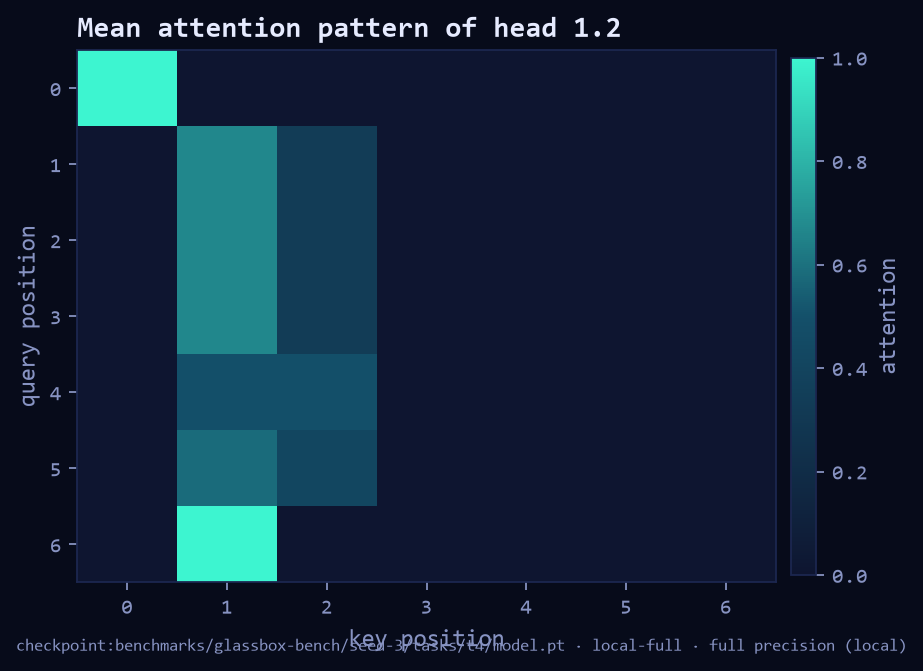 Mean attention pattern of head 1.2
1.0
0
0.8
1
2
0.6
query position
attention
3
0.4
4
5
0.2
6
0.0
0 1 2 3 4 5 6
key position
checkpoint:benchmarks/glassbox-bench/seed-3/tasks/t4/model.pt · local-full · full precision (local)